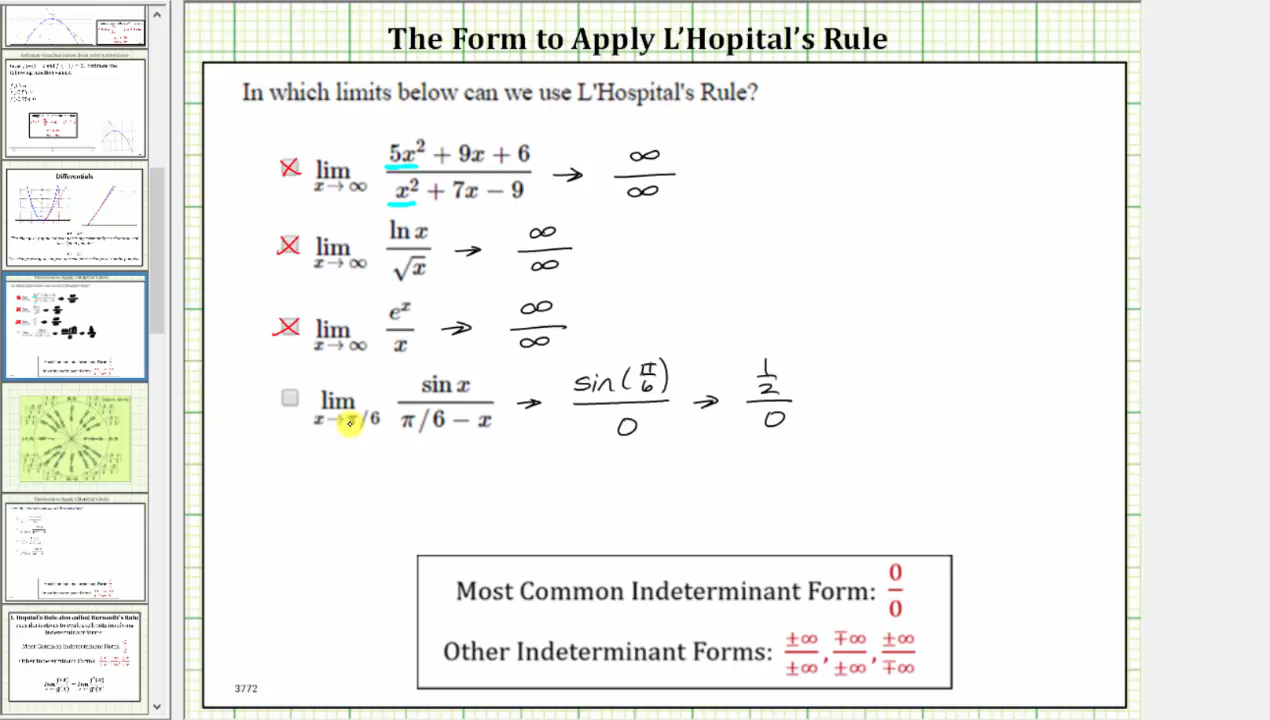 The Form to Apply L'Hopital's Rule
In which limits below can we use L'Hospital's Rule?
lim x→∞ (5x² + 9x + 6)/(x² + 7x − 9) → ∞/∞
lim x→∞ ln x/√x → ∞/∞
lim x→∞ eˣ/x → ∞/∞
lim x→π/6 sin x/(π/6 − x) → sin(π/6)/0 → ½/0
Most Common Indeterminant Form: 0/0
Other Indeterminant Forms: ±∞/±∞, ∓∞/±∞, ±∞/∓∞
3772
Differentials